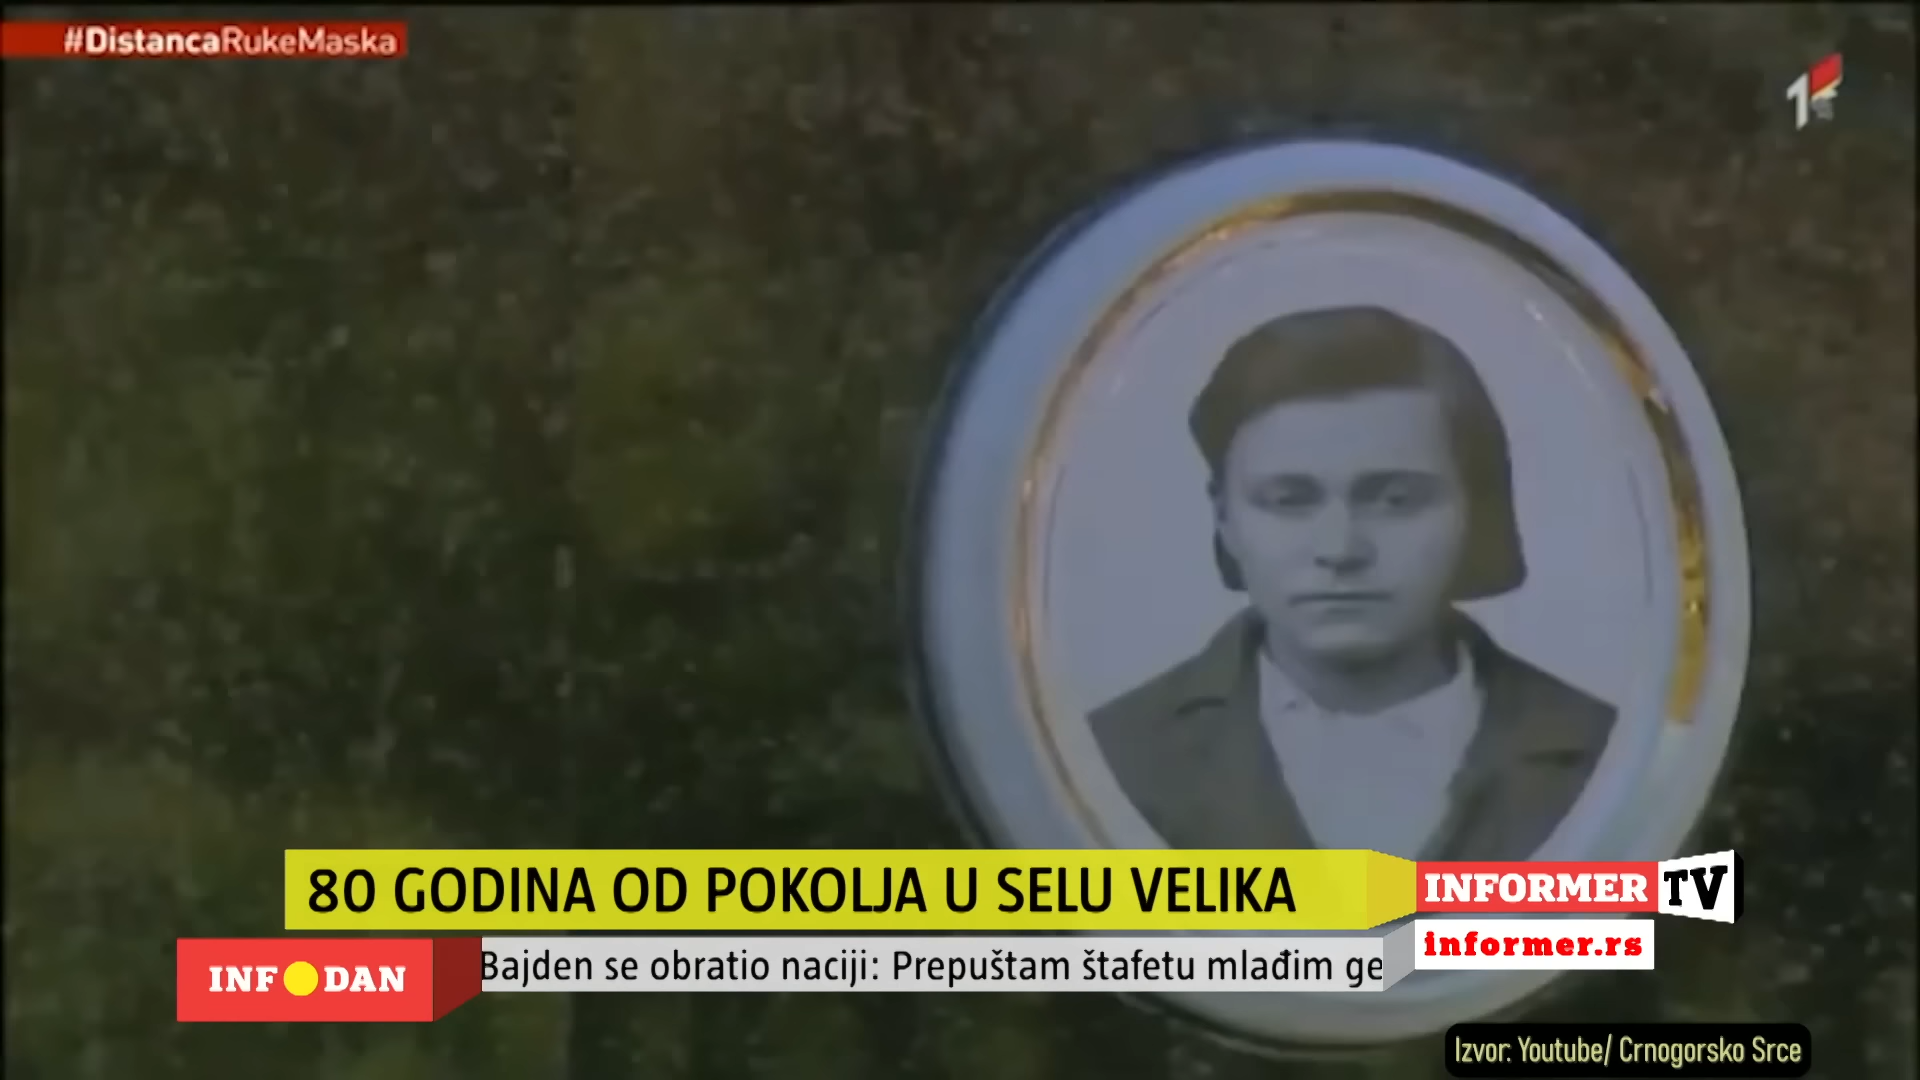 #DistancaRukeMaska
1
80 GODINA OD POKOLJA U SELU VELIKA
INFORMER TV
informer.rs
INF DAN
Bajden se obratio naciji: Prepuštam štafetu mlađim ge
Izvor: Youtube/ Crnogorsko Srce